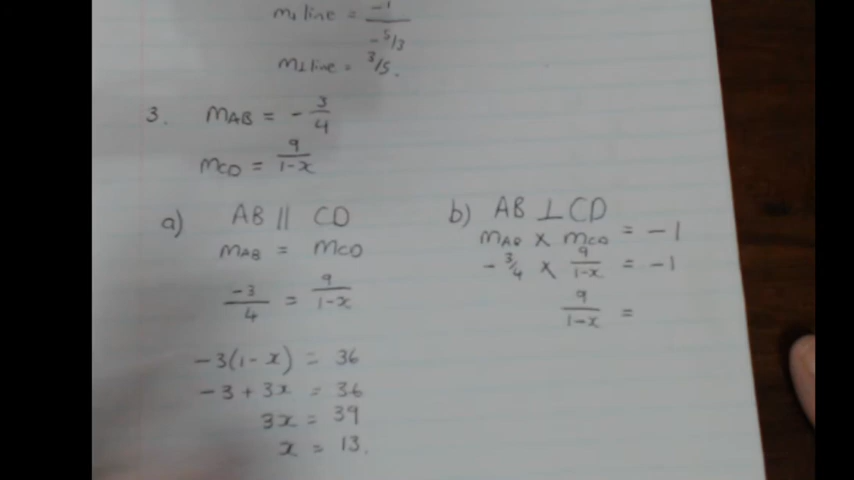 m⊥ line = -1 / -5/3
m⊥ line = 3/5.
3. mAB = - 3/4
mCD = 9/1-x
a) AB || CD
mAB = mCD
-3/4 = 9/1-x
-3(1-x) = 36
-3+3x = 36
3x = 39
x = 13.
b) AB ⊥ CD
mAB x mCD = -1
-3/4 x 9/1-x = -1
9/1-x =